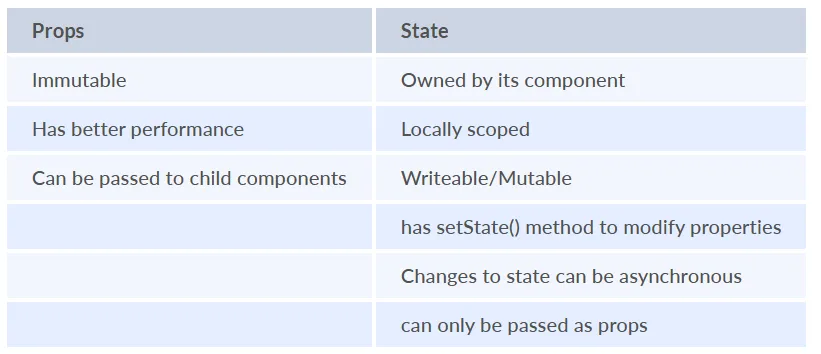 Props State
Immutable Owned by its component
Has better performance Locally scoped
Can be passed to child components Writeable/Mutable
has setState() method to modify properties
Changes to state can be asynchronous
can only be passed as props